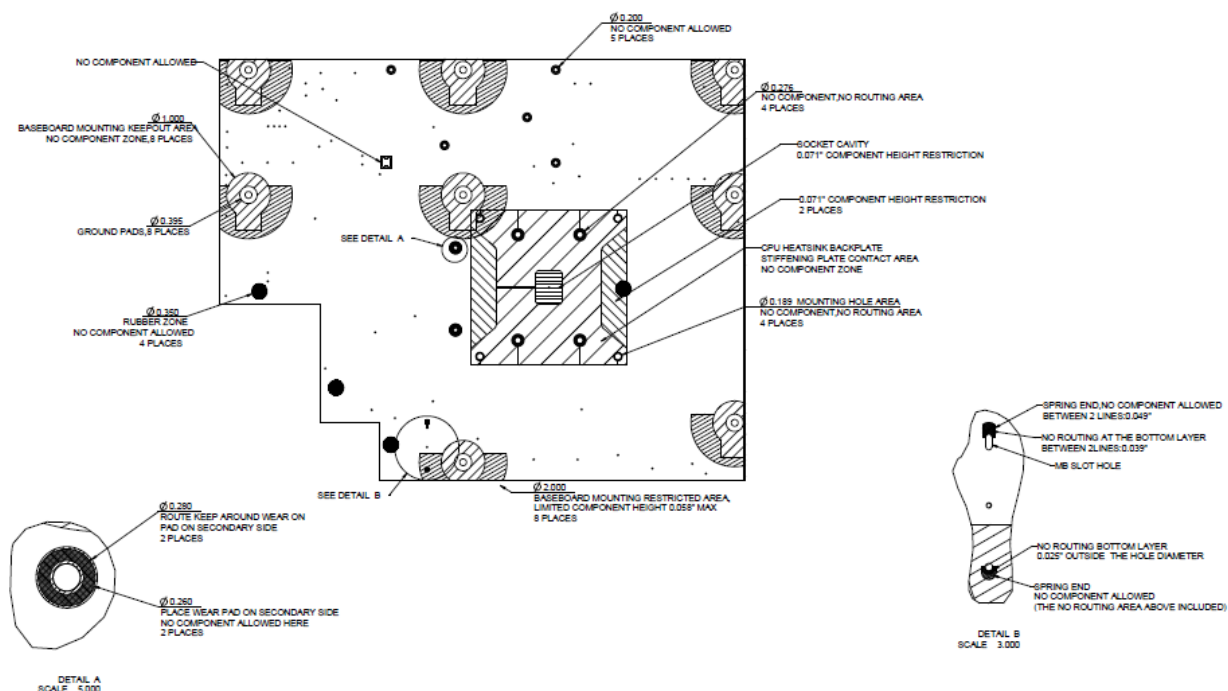 Ø 0.200
NO COMPONENT ALLOWED
5 PLACES
NO COMPONENT ALLOWED
Ø 0.276
NO COMPONENT,NO ROUTING AREA
4 PLACES
Ø 1.000
BASEBOARD MOUNTING KEEPOUT AREA
NO COMPONENT ZONE,8 PLACES
SOCKET CAVITY
0.071" COMPONENT HEIGHT RESTRICTION
0.071" COMPONENT HEIGHT RESTRICTION
2 PLACES
Ø 0.395
GROUND PADS,8 PLACES
SEE DETAIL A
CPU HEATSINK BACKPLATE
STIFFENING PLATE CONTACT AREA
NO COMPONENT ZONE
Ø 0.350
RUBBER ZONE
NO COMPONENT ALLOWED
4 PLACES
Ø 0.189 MOUNTING HOLE AREA
NO COMPONENT,NO ROUTING AREA
4 PLACES
SPRING END,NO COMPONENT ALLOWED
BETWEEN 2 LINES:0.049"
NO ROUTING AT THE BOTTOM LAYER
BETWEEN 2LINES:0.039"
MB SLOT HOLE
SEE DETAIL B
Ø 2.000
BASEBOARD MOUNTING RESTRICTED AREA,
LIMITED COMPONENT HEIGHT 0.058" MAX
8 PLACES
Ø 0.280
ROUTE KEEP AROUND WEAR ON
PAD ON SECONDARY SIDE
2 PLACES
NO ROUTING BOTTOM LAYER
0.025" OUTSIDE THE HOLE DIAMETER
SPRING END
NO COMPONENT ALLOWED
(THE NO ROUTING AREA ABOVE INCLUDED)
Ø 0.260
PLACE WEAR PAD ON SECONDARY SIDE
NO COMPONENT ALLOWED HERE
2 PLACES
DETAIL B
SCALE 3.000
DETAIL A
SCALE 5.000